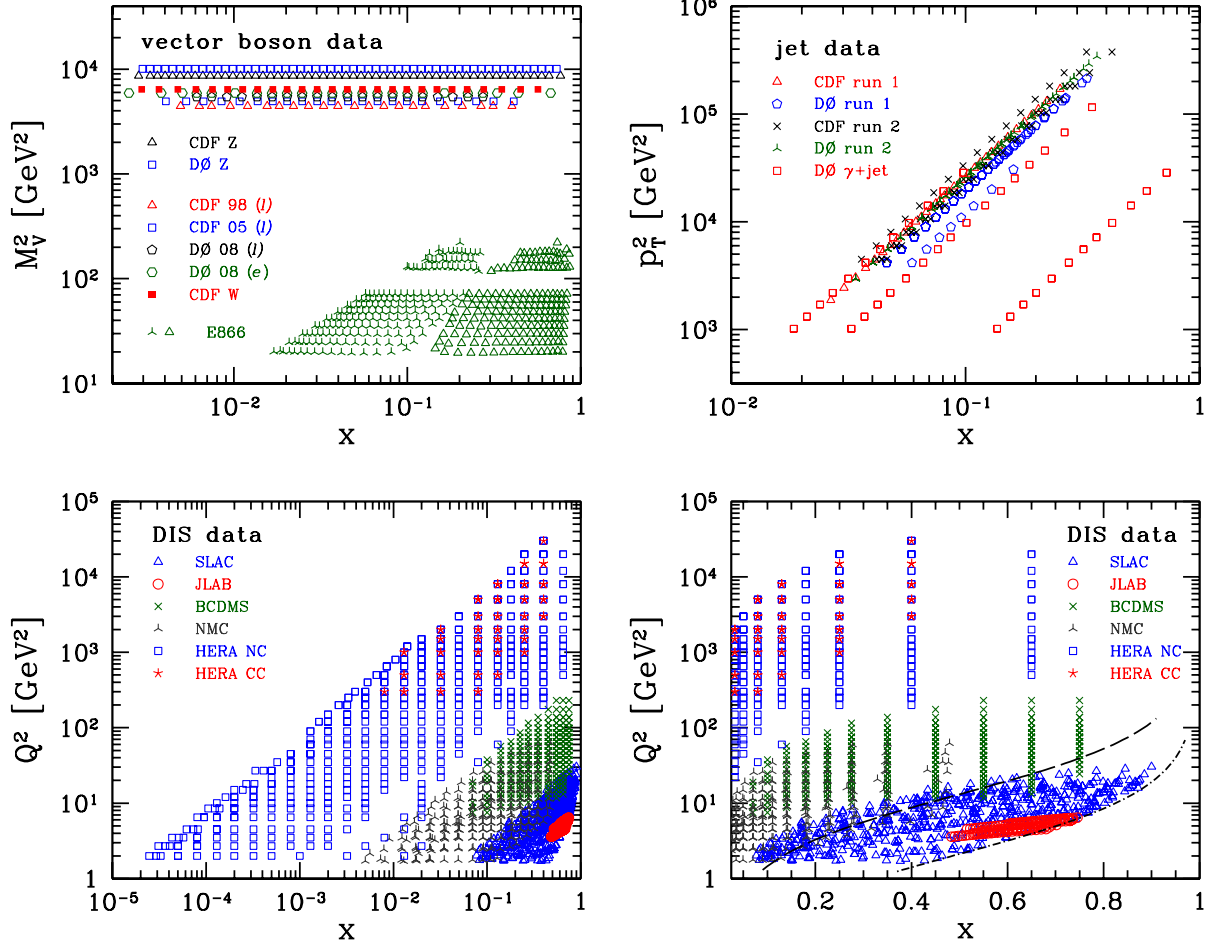 vector boson data
CDF Z
DØ Z
CDF 98 (l)
CDF 05 (l)
DØ 08 (l)
DØ 08 (e)
CDF W
E866
M_V^2 [GeV^2]
10^4
10^3
10^2
10^1
10^-2
10^-1
1
x
jet data
CDF run 1
DØ run 1
CDF run 2
DØ run 2
DØ γ+jet
p_T^2 [GeV^2]
10^6
10^5
10^4
10^3
10^-2
10^-1
1
x
DIS data
SLAC
JLAB
BCDMS
NMC
HERA NC
HERA CC
Q^2 [GeV^2]
10^5
10^4
10^3
10^2
10^1
1
10^-5
10^-4
10^-3
10^-2
10^-1
1
x
DIS data
SLAC
JLAB
BCDMS
NMC
HERA NC
HERA CC
Q^2 [GeV^2]
10^5
10^4
10^3
10^2
10^1
1
0.2
0.4
0.6
0.8
1
x